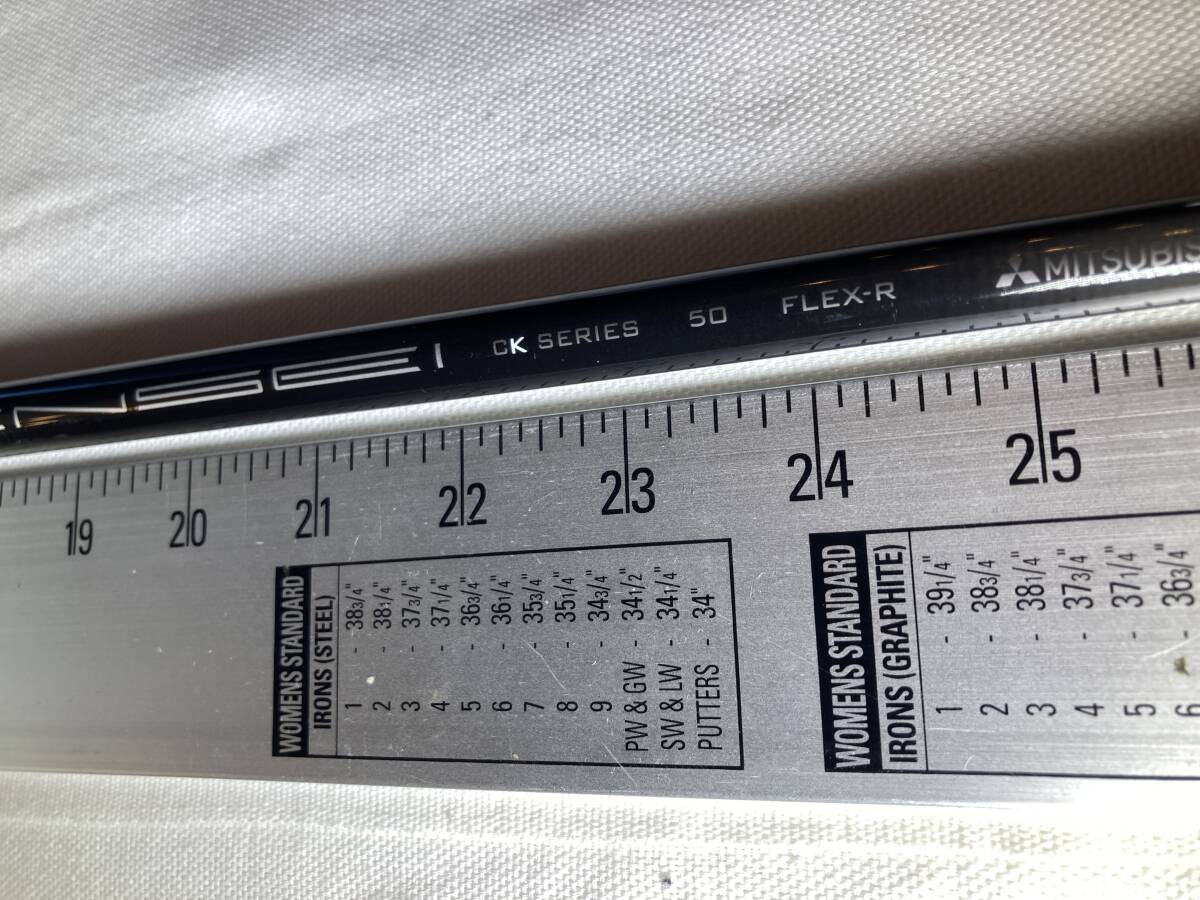 ENSEI CK SERIES 50 FLEX-R MITSUBIS
19 20 21 22 23 24 25
WOMENS STANDARD
IRONS (STEEL)
1 - 38 3/4"
2 - 38 1/4"
3 - 37 3/4"
4 - 37 1/4"
5 - 36 3/4"
6 - 36 1/4"
7 - 35 3/4"
8 - 35 1/4"
9 - 34 3/4"
PW & GW - 34 1/2"
SW & LW - 34 1/4"
PUTTERS - 34"
WOMENS STANDARD
IRONS (GRAPHITE)
1 - 39 1/4"
2 - 38 3/4"
3 - 38 1/4"
4 - 37 3/4"
5 - 37 1/4"
6 - 36 3/4"